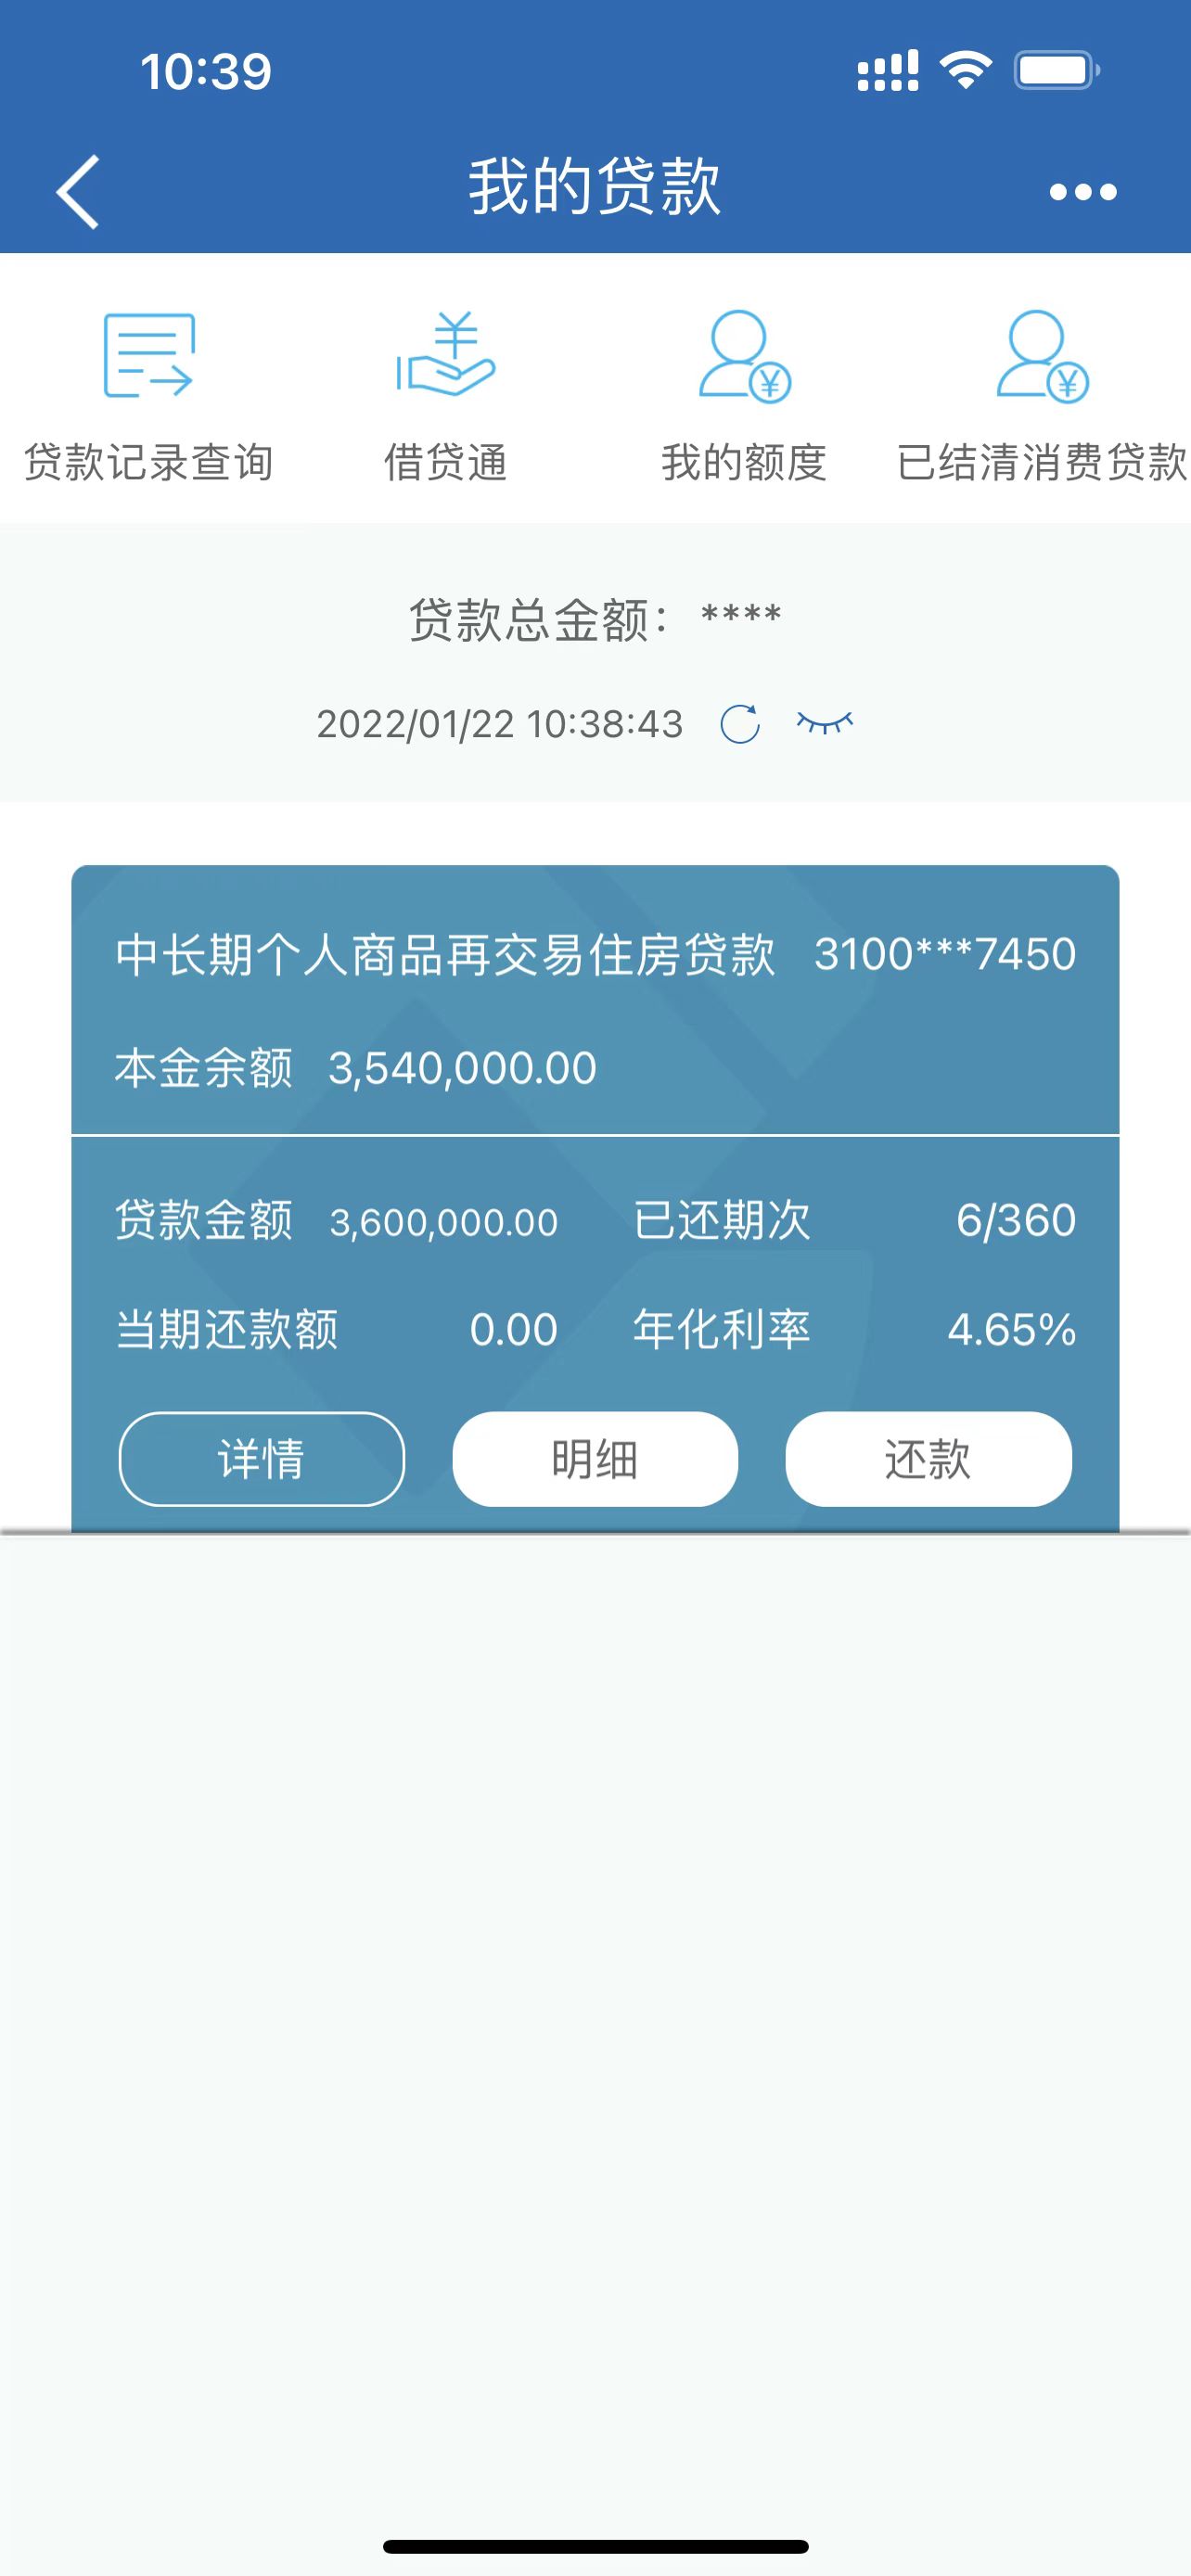 10:39
我的贷款
贷款记录查询 借贷通 我的额度 已结清消费贷款
贷款总金额： ****
2022/01/22 10:38:43
中长期个人商品再交易住房贷款 3100***7450
本金余额 3,540,000.00
贷款金额 3,600,000.00 已还期次 6/360
当期还款额 0.00 年化利率 4.65%
详情 明细 还款